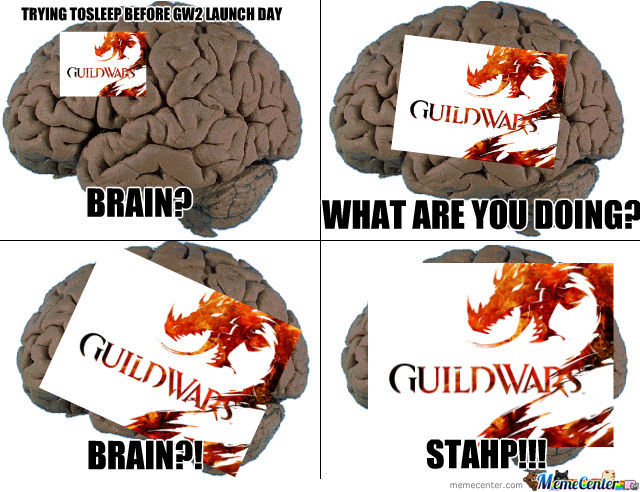 TRYING TOSLEEP BEFORE GW2 LAUNCH DAY
GUILDWARS
BRAIN?
GUILDWARS
WHAT ARE YOU DOING?
GUILDWARS
BRAIN?!
GUILDWARS
STAHP!!!
memecenter.com MemeCenter